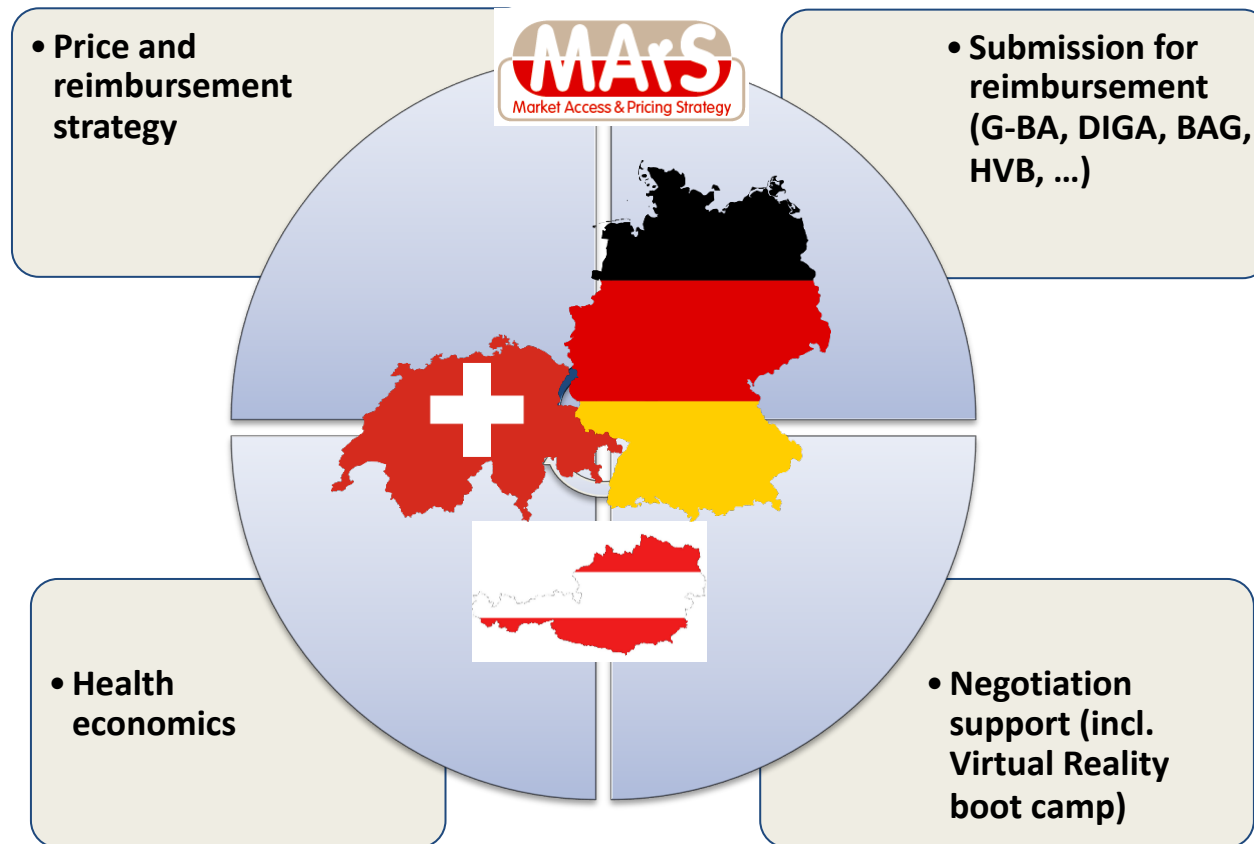 MArS
Market Access & Pricing Strategy
• Price and
reimbursement
strategy
• Submission for
reimbursement
(G-BA, DIGA, BAG,
HVB, ...)
• Health
economics
• Negotiation
support (incl.
Virtual Reality
boot camp)